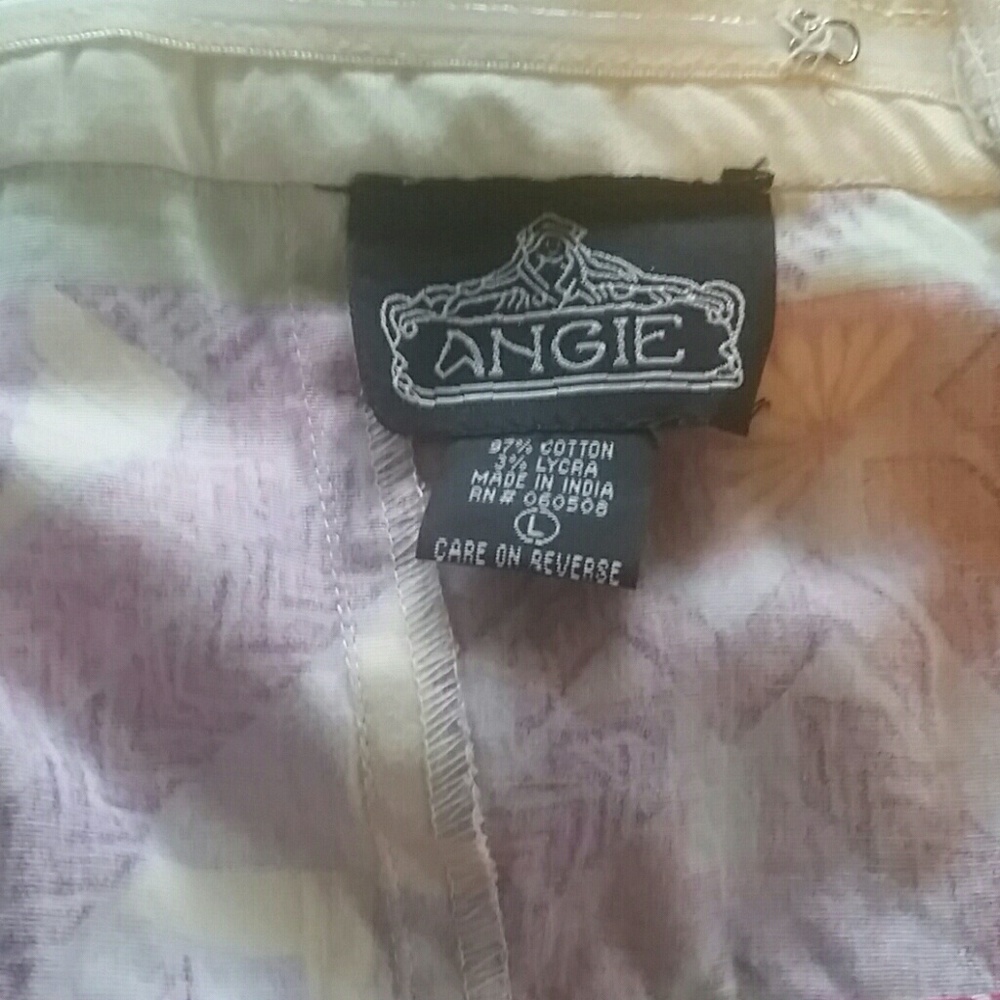 ANGIE
97% COTTON
3% LYCRA
MADE IN INDIA
RN# 060508
L
CARE ON REVERSE